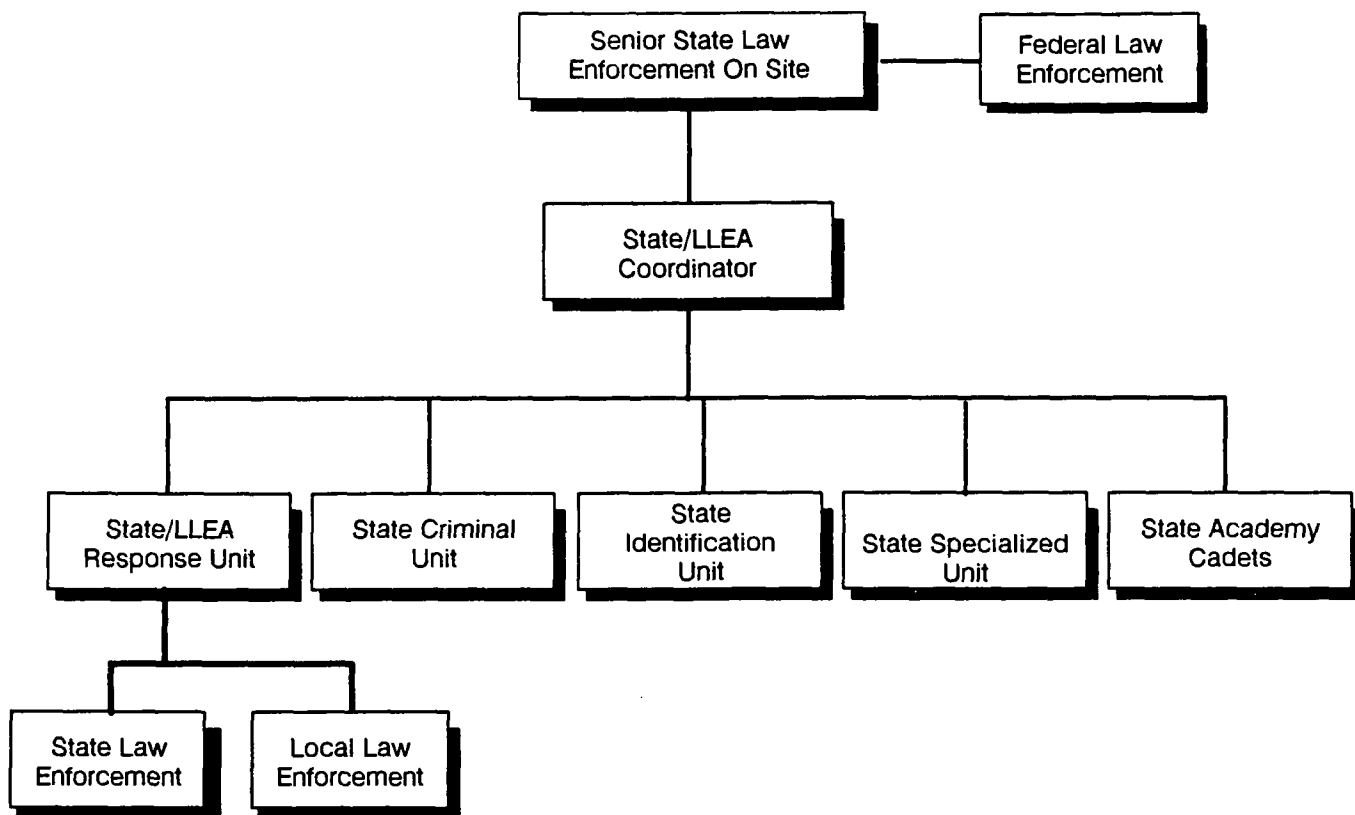 Senior State Law
Enforcement On Site
Federal Law
Enforcement
State/LLEA
Coordinator
State/LLEA
Response Unit
State Criminal
Unit
State
Identification
Unit
State Specialized
Unit
State Academy
Cadets
State Law
Enforcement
Local Law
Enforcement